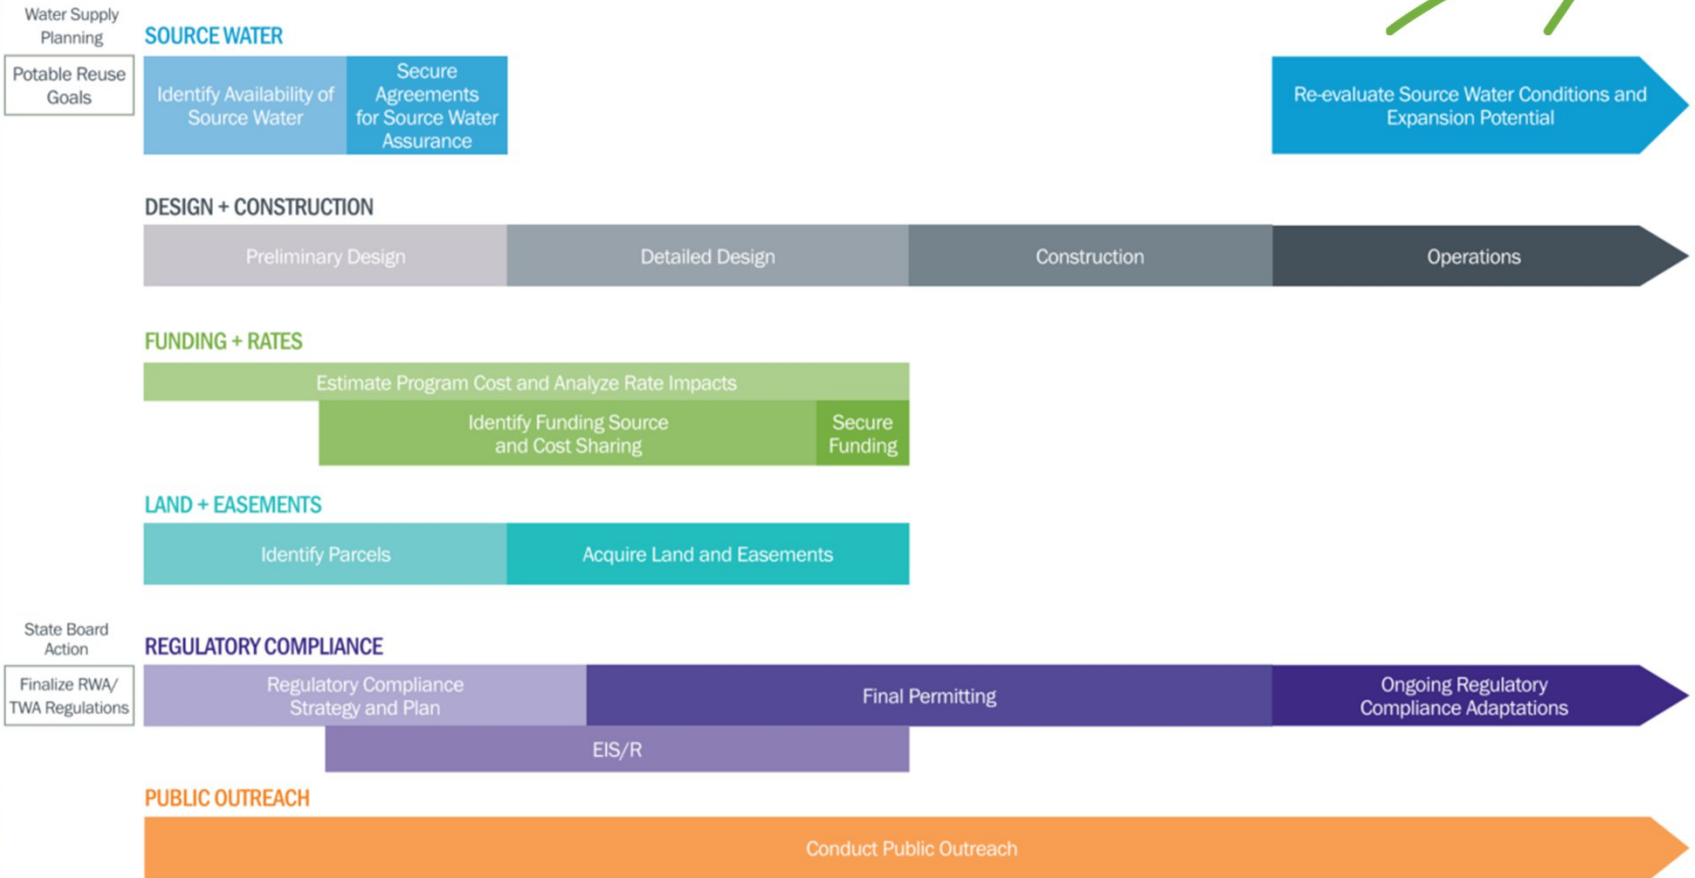 Water Supply
Planning
Potable Reuse
Goals
SOURCE WATER
Identify Availability of
Source Water
Secure
Agreements
for Source Water
Assurance
Re-evaluate Source Water Conditions and
Expansion Potential
DESIGN + CONSTRUCTION
Preliminary Design
Detailed Design
Construction
Operations
FUNDING + RATES
Estimate Program Cost and Analyze Rate Impacts
Identify Funding Source
and Cost Sharing
Secure
Funding
LAND + EASEMENTS
Identify Parcels
Acquire Land and Easements
State Board
Action
Finalize RWA/
TWA Regulations
REGULATORY COMPLIANCE
Regulatory Compliance
Strategy and Plan
Final Permitting
Ongoing Regulatory
Compliance Adaptations
EIS/R
PUBLIC OUTREACH
Conduct Public Outreach